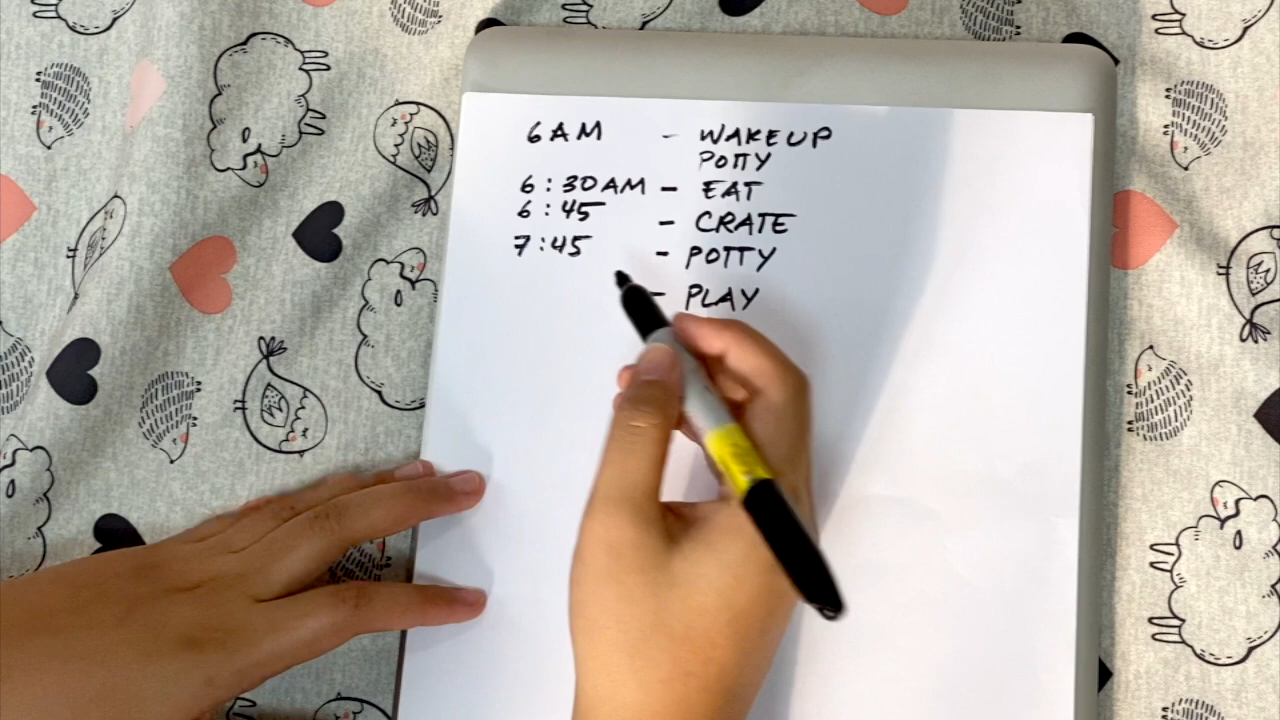 6AM - WAKEUP
POTTY
6:30AM - EAT
6:45 - CRATE
7:45 - POTTY
- PLAY